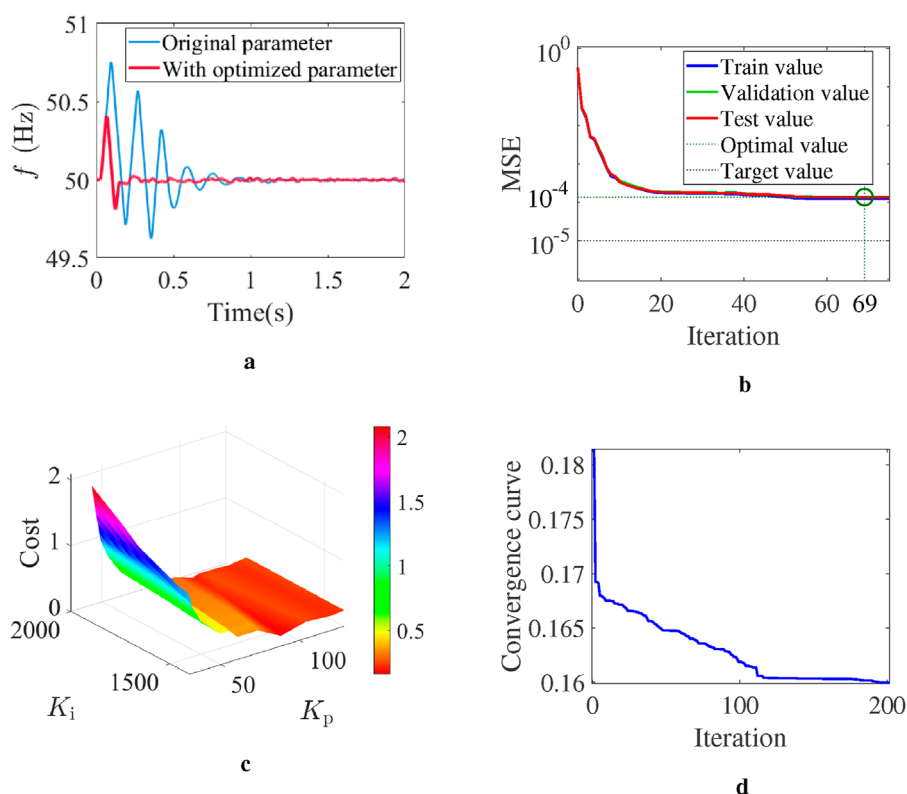 51
50.5
50
49.5
f (Hz)
Original parameter
With optimized parameter
0
0.5
1
1.5
2
Time(s)
a
10^0
10^-4
10^-5
MSE
Train value
Validation value
Test value
Optimal value
Target value
0
20
40
60
69
Iteration
b
2
1
0
Cost
2000
1500
K_i
50
100
K_p
2
1.5
1
0.5
c
0.18
0.175
0.17
0.165
0.16
Convergence curve
0
100
200
Iteration
d